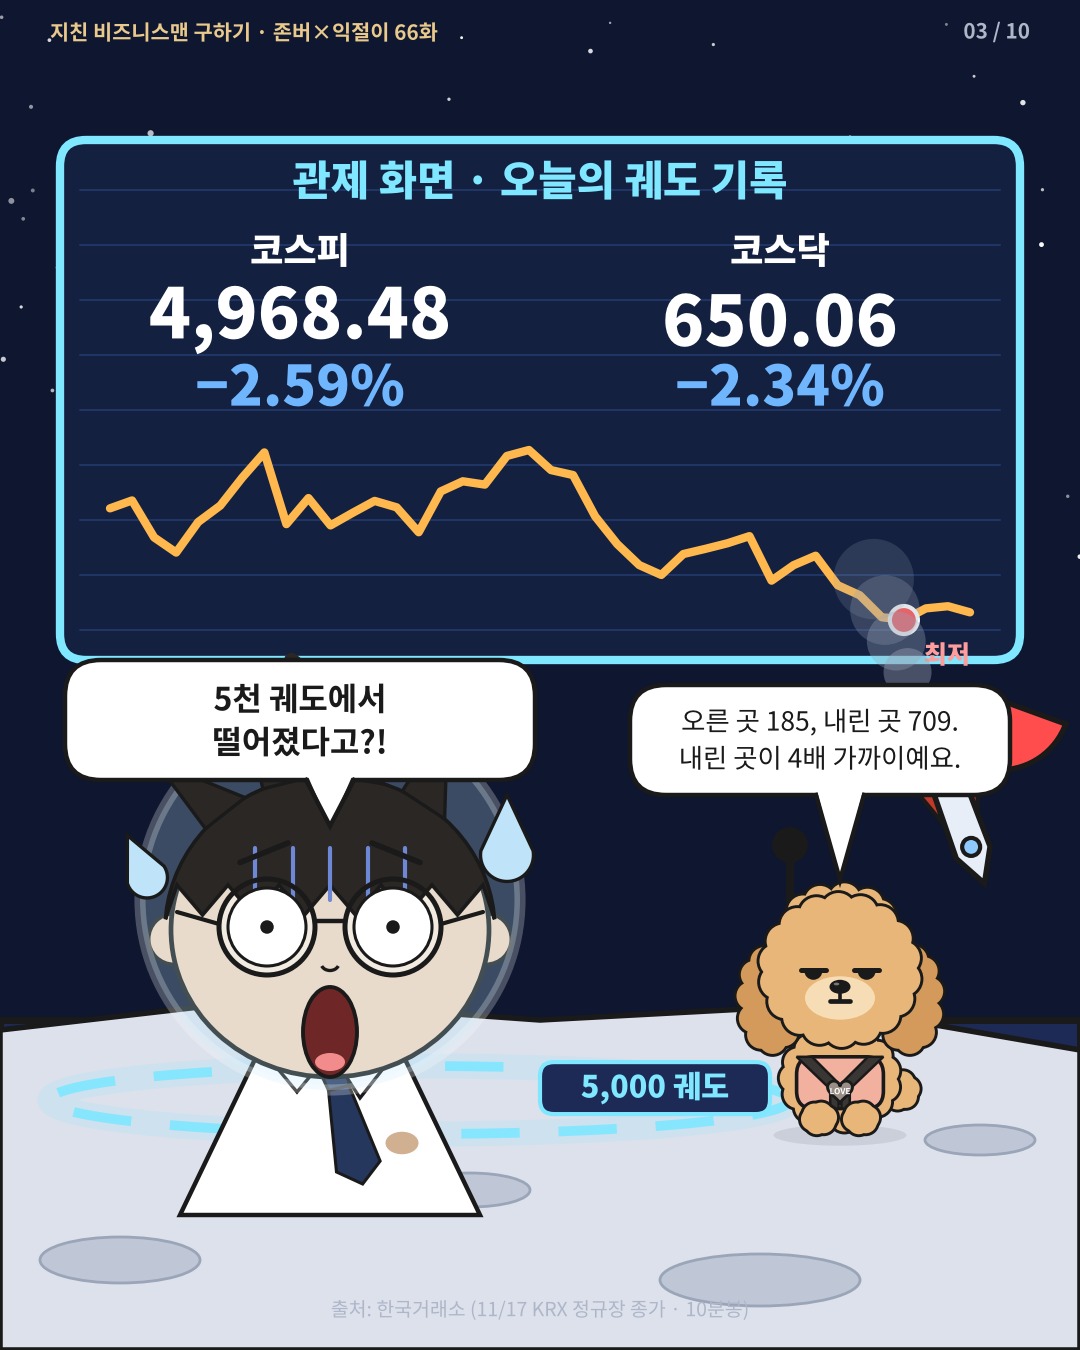 지친 비즈니스맨 구하기 · 존버×익절이 66화
03 / 10
관제 화면 · 오늘의 궤도 기록
코스피
4,968.48
−2.59%
코스닥
650.06
−2.34%
최저
5천 궤도에서
떨어졌다고?!
오른 곳 185, 내린 곳 709.
내린 곳이 4배 가까이예요.
LOVE
5,000 궤도
출처: 한국거래소 (11/17 KRX 정규장 종가 · 10분봉)